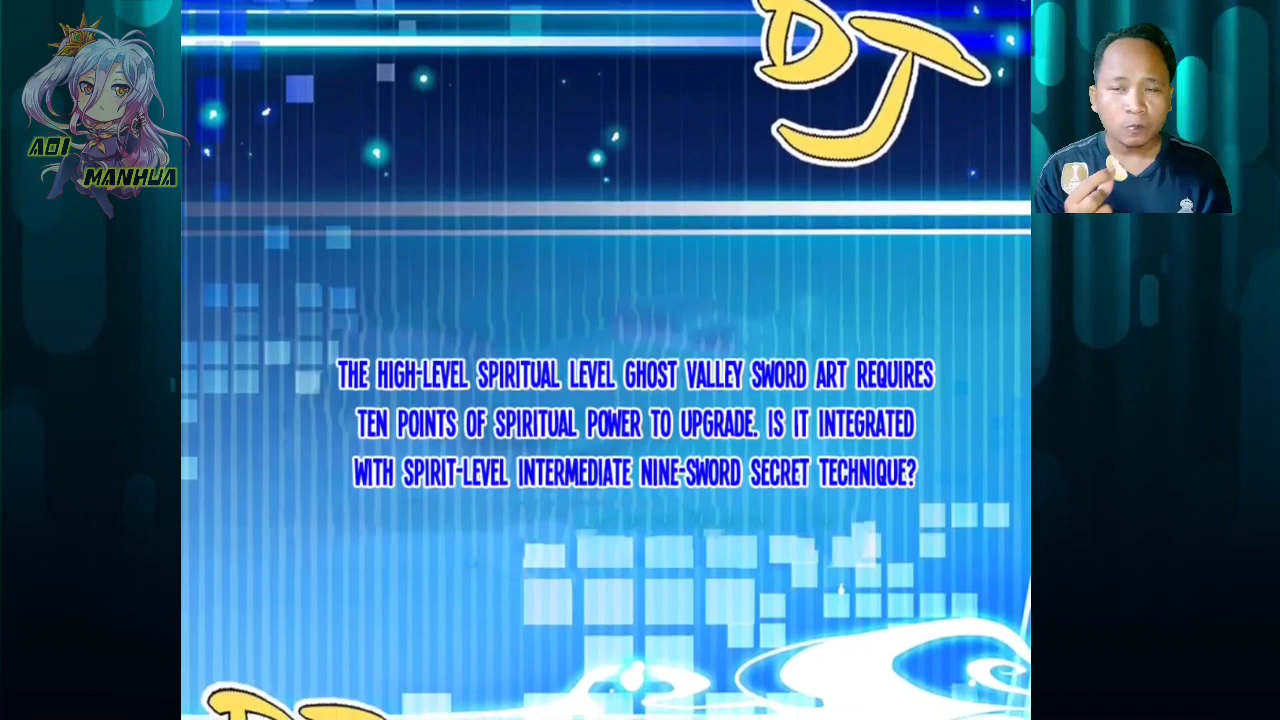 DJ
AOI
MANHUA
THE HIGH-LEVEL SPIRITUAL LEVEL GHOST VALLEY SWORD ART REQUIRES
TEN POINTS OF SPIRITUAL POWER TO UPGRADE. IS IT INTEGRATED
WITH SPIRIT-LEVEL INTERMEDIATE NINE-SWORD SECRET TECHNIQUE?